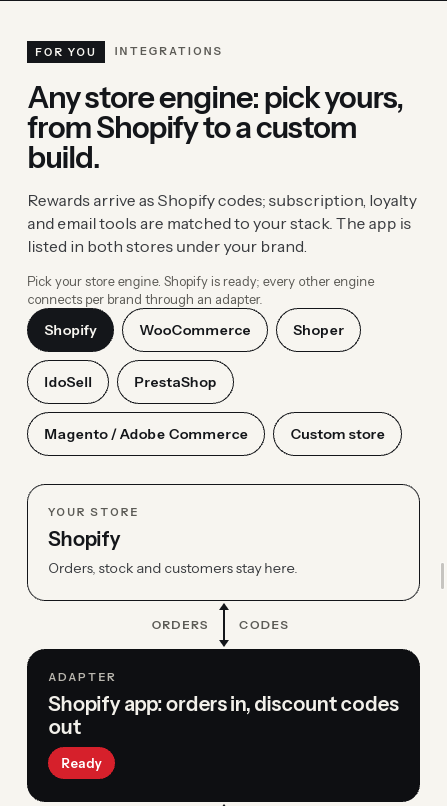 FOR YOU INTEGRATIONS
Any store engine: pick yours,
from Shopify to a custom
build.
Rewards arrive as Shopify codes; subscription, loyalty
and email tools are matched to your stack. The app is
listed in both stores under your brand.
Pick your store engine. Shopify is ready; every other engine
connects per brand through an adapter.
Shopify WooCommerce Shoper
IdoSell PrestaShop
Magento / Adobe Commerce Custom store
YOUR STORE
Shopify
Orders, stock and customers stay here.
ORDERS CODES
ADAPTER
Shopify app: orders in, discount codes
out
Ready